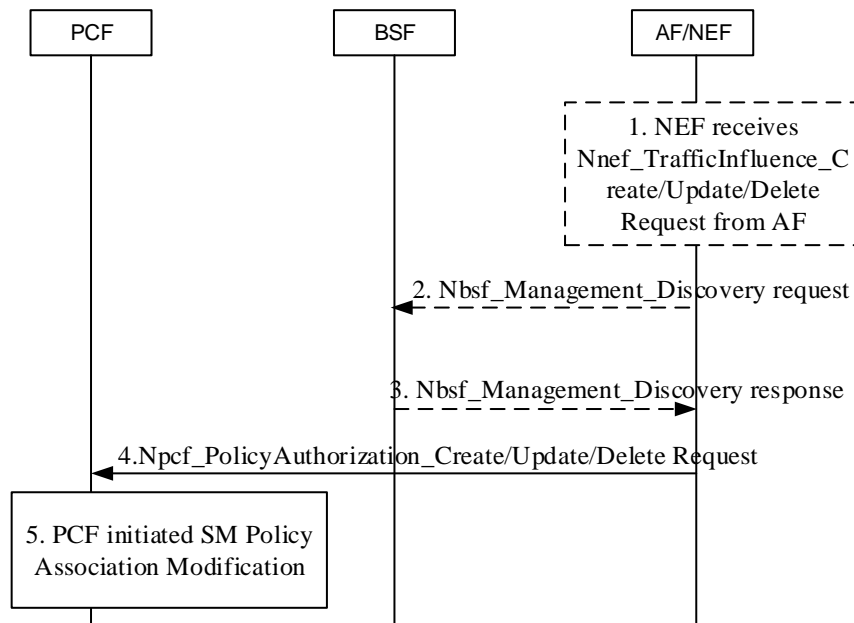 PCF
BSF
AF/NEF
1. NEF receives
Nnef_TrafficInfluence_C
reate/Update/Delete
Request from AF
2. Nbsf_Management_Discovery request
3. Nbsf_Management_Discovery response
4.Npcf_PolicyAuthorization_Create/Update/Delete Request
5. PCF initiated SM Policy
Association Modification